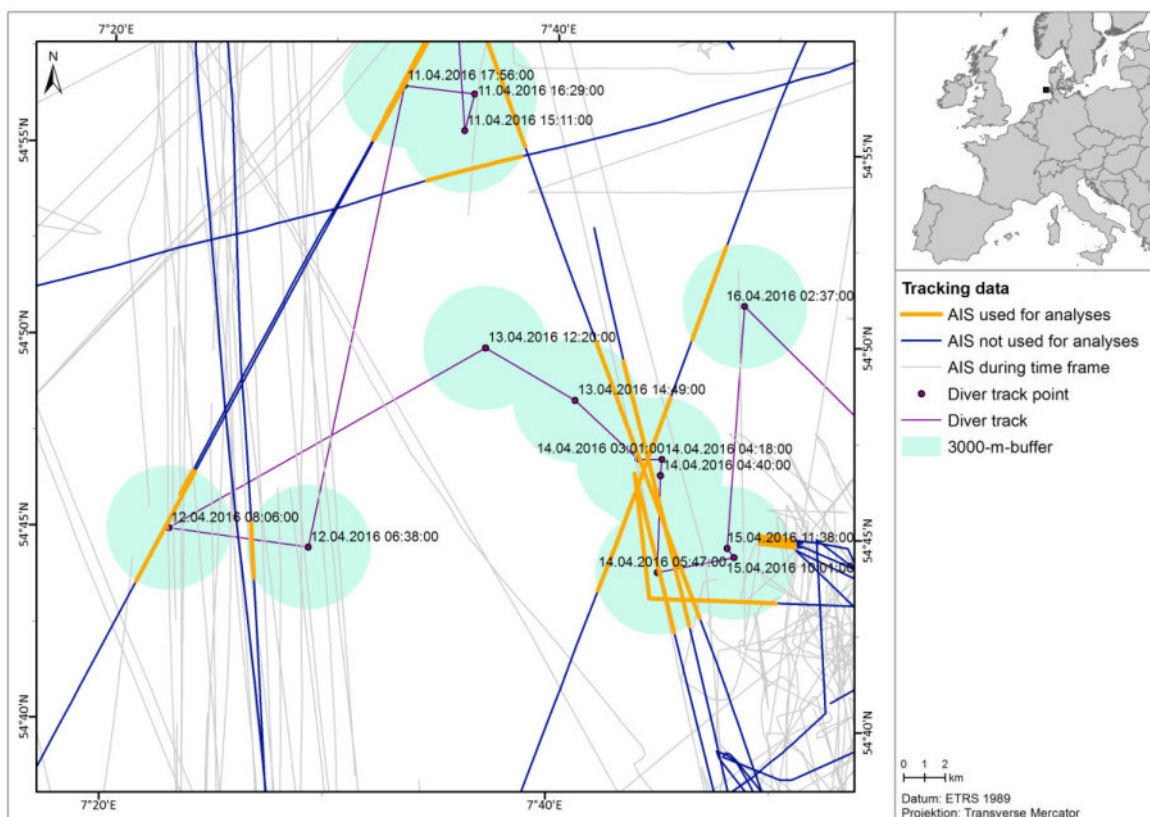 7°20'E
7°40'E
N
11.04.2016 17:56:00
11.04.2016 16:29:00
11.04.2016 15:11:00
54°55'N
54°55'N
16.04.2016 02:37:00
54°50'N
13.04.2016 12:20:00
54°50'N
13.04.2016 14:49:00
14.04.2016 03:01:00
14.04.2016 04:18:00
14.04.2016 04:40:00
54°45'N
12.04.2016 08:06:00
12.04.2016 06:38:00
15.04.2016 11:38:00
54°45'N
14.04.2016 05:47:00
15.04.2016 10:01:00
54°40'N
54°40'N
7°20'E
7°40'E
Tracking data
AIS used for analyses
AIS not used for analyses
AIS during time frame
Diver track point
Diver track
3000-m-buffer
0 1 2
km
Datum: ETRS 1989
Projektion: Transverse Mercator